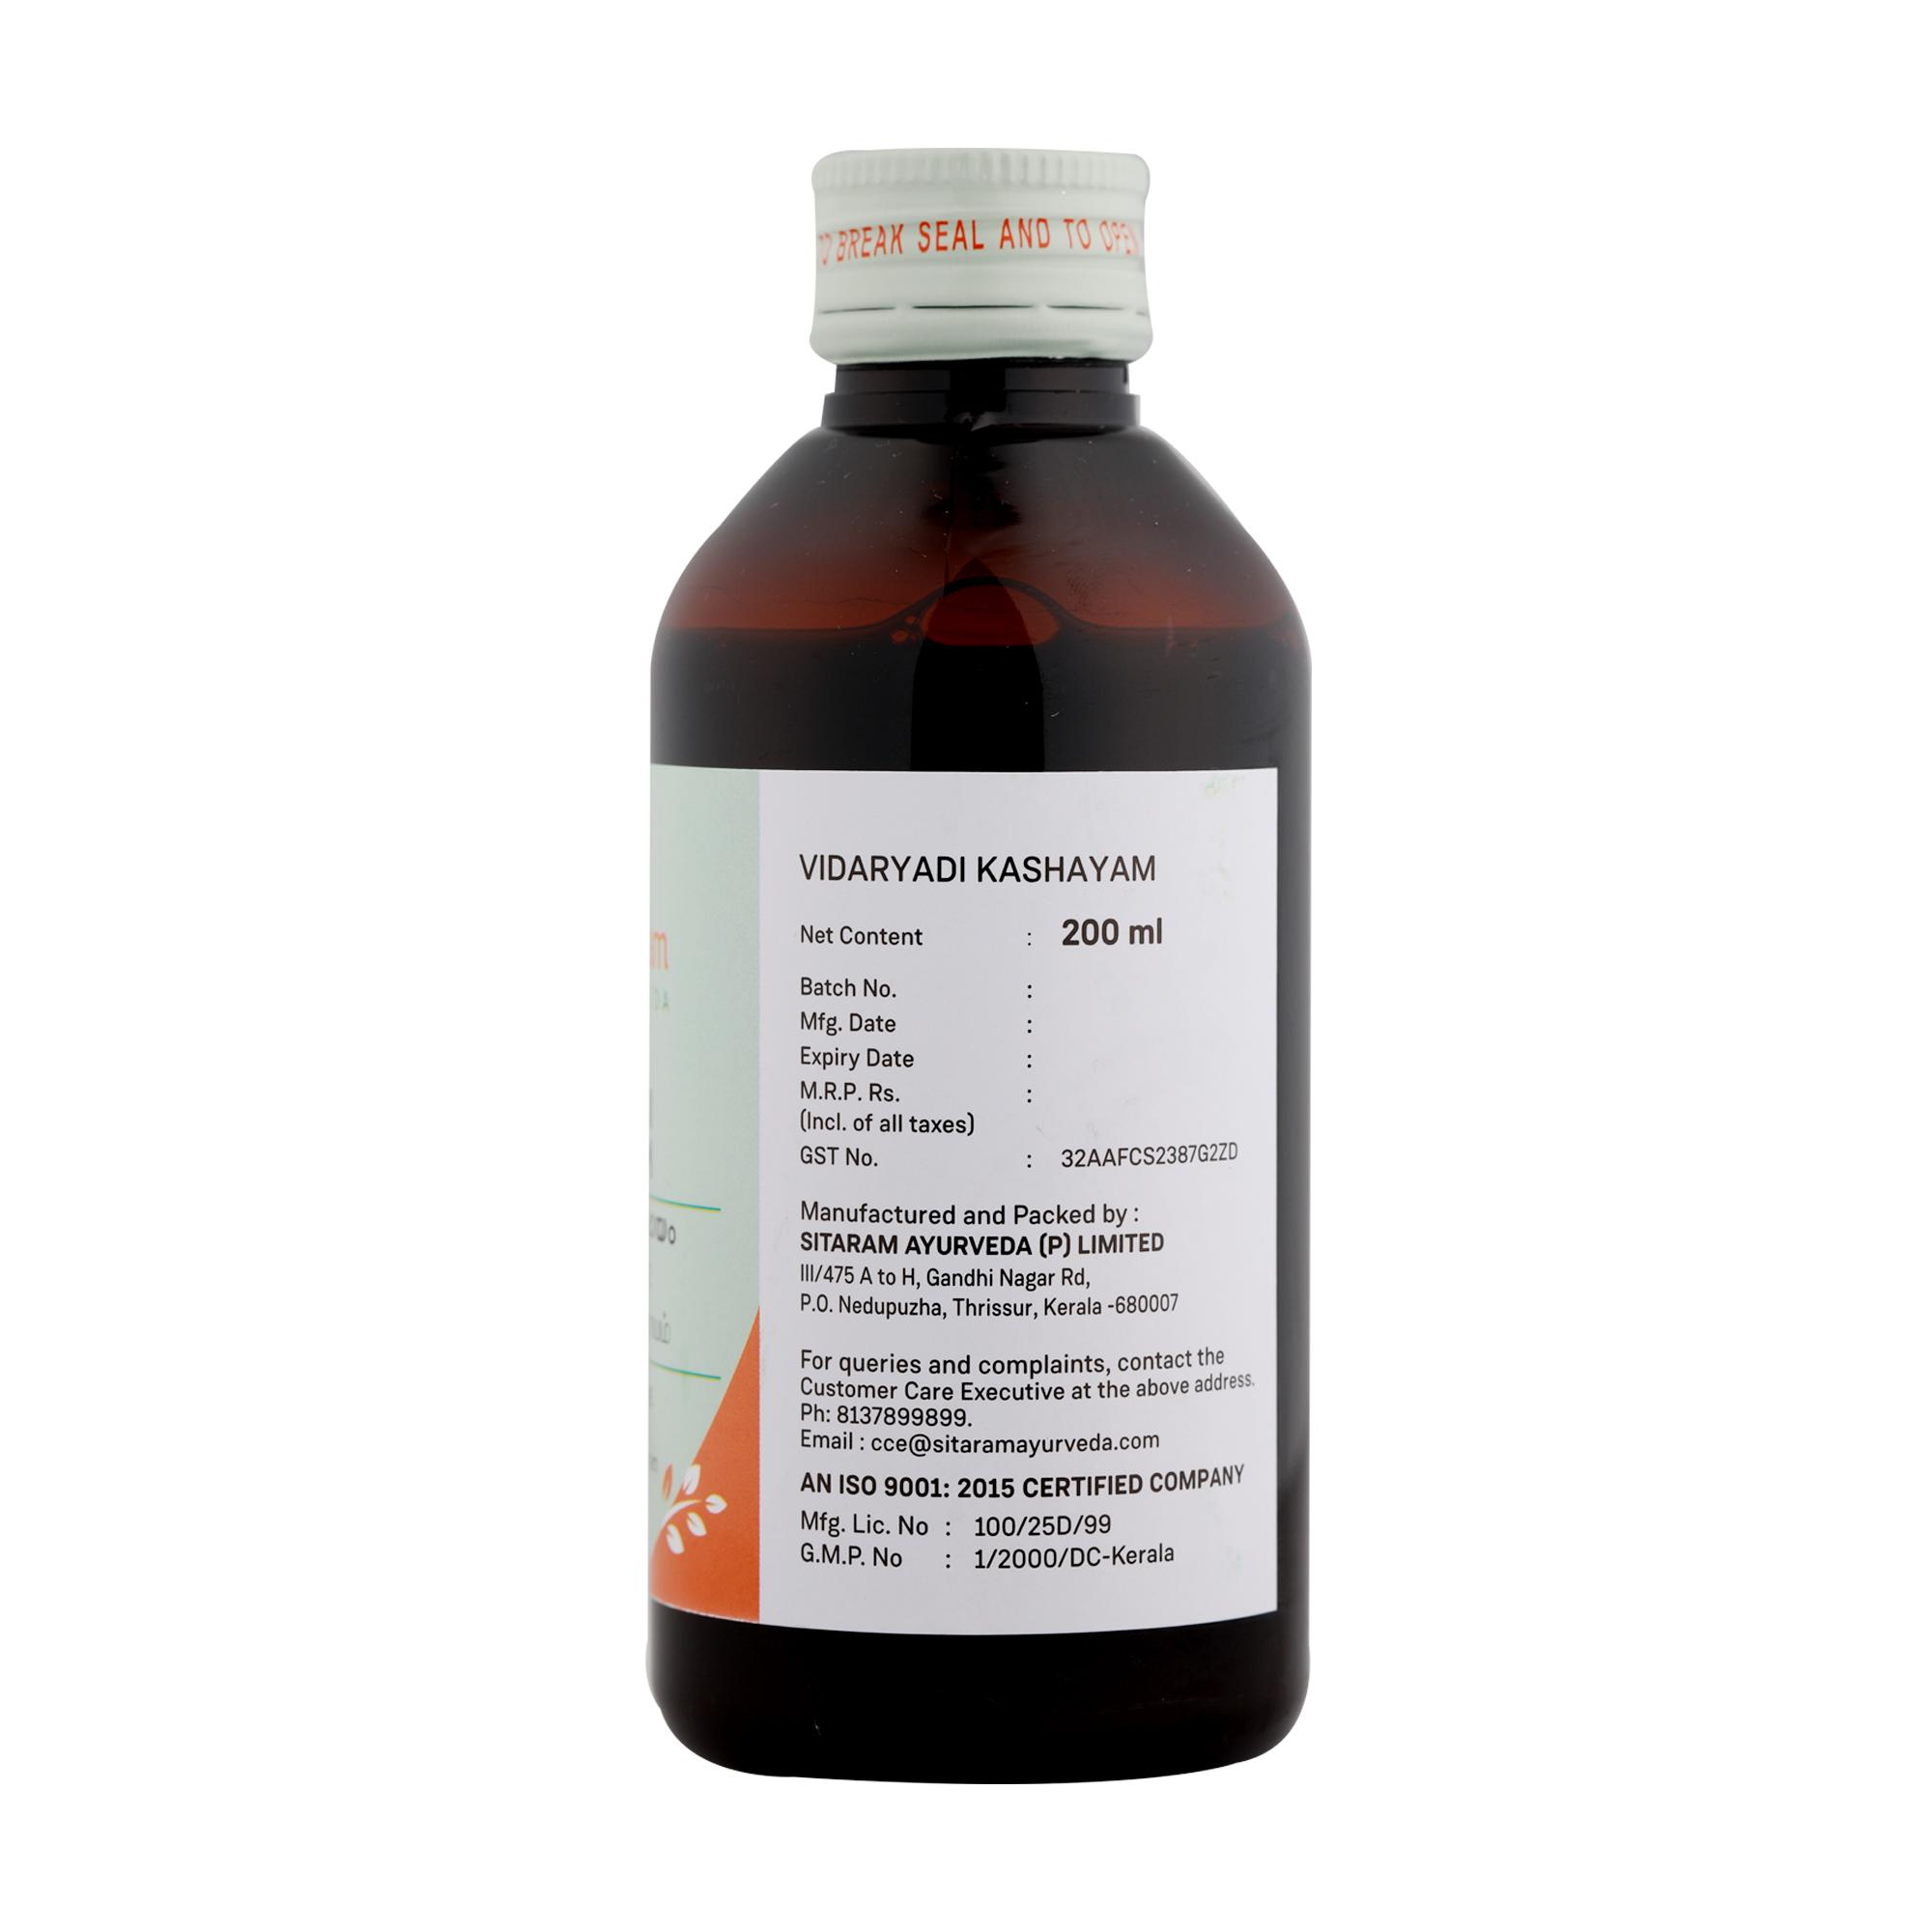 TO BREAK SEAL AND TO OPEN
VIDARYADI KASHAYAM
Net Content : 200 ml
Batch No. :
Mfg. Date :
Expiry Date :
M.R.P. Rs. :
(Incl. of all taxes)
GST No. : 32AAFCS2387G2ZD
Manufactured and Packed by :
SITARAM AYURVEDA (P) LIMITED
III/475 A to H, Gandhi Nagar Rd,
P.O. Nedupuzha, Thrissur, Kerala -680007
For queries and complaints, contact the
Customer Care Executive at the above address.
Ph: 8137899899.
Email : cce@sitaramayurveda.com
AN ISO 9001: 2015 CERTIFIED COMPANY
Mfg. Lic. No : 100/25D/99
G.M.P. No : 1/2000/DC-Kerala